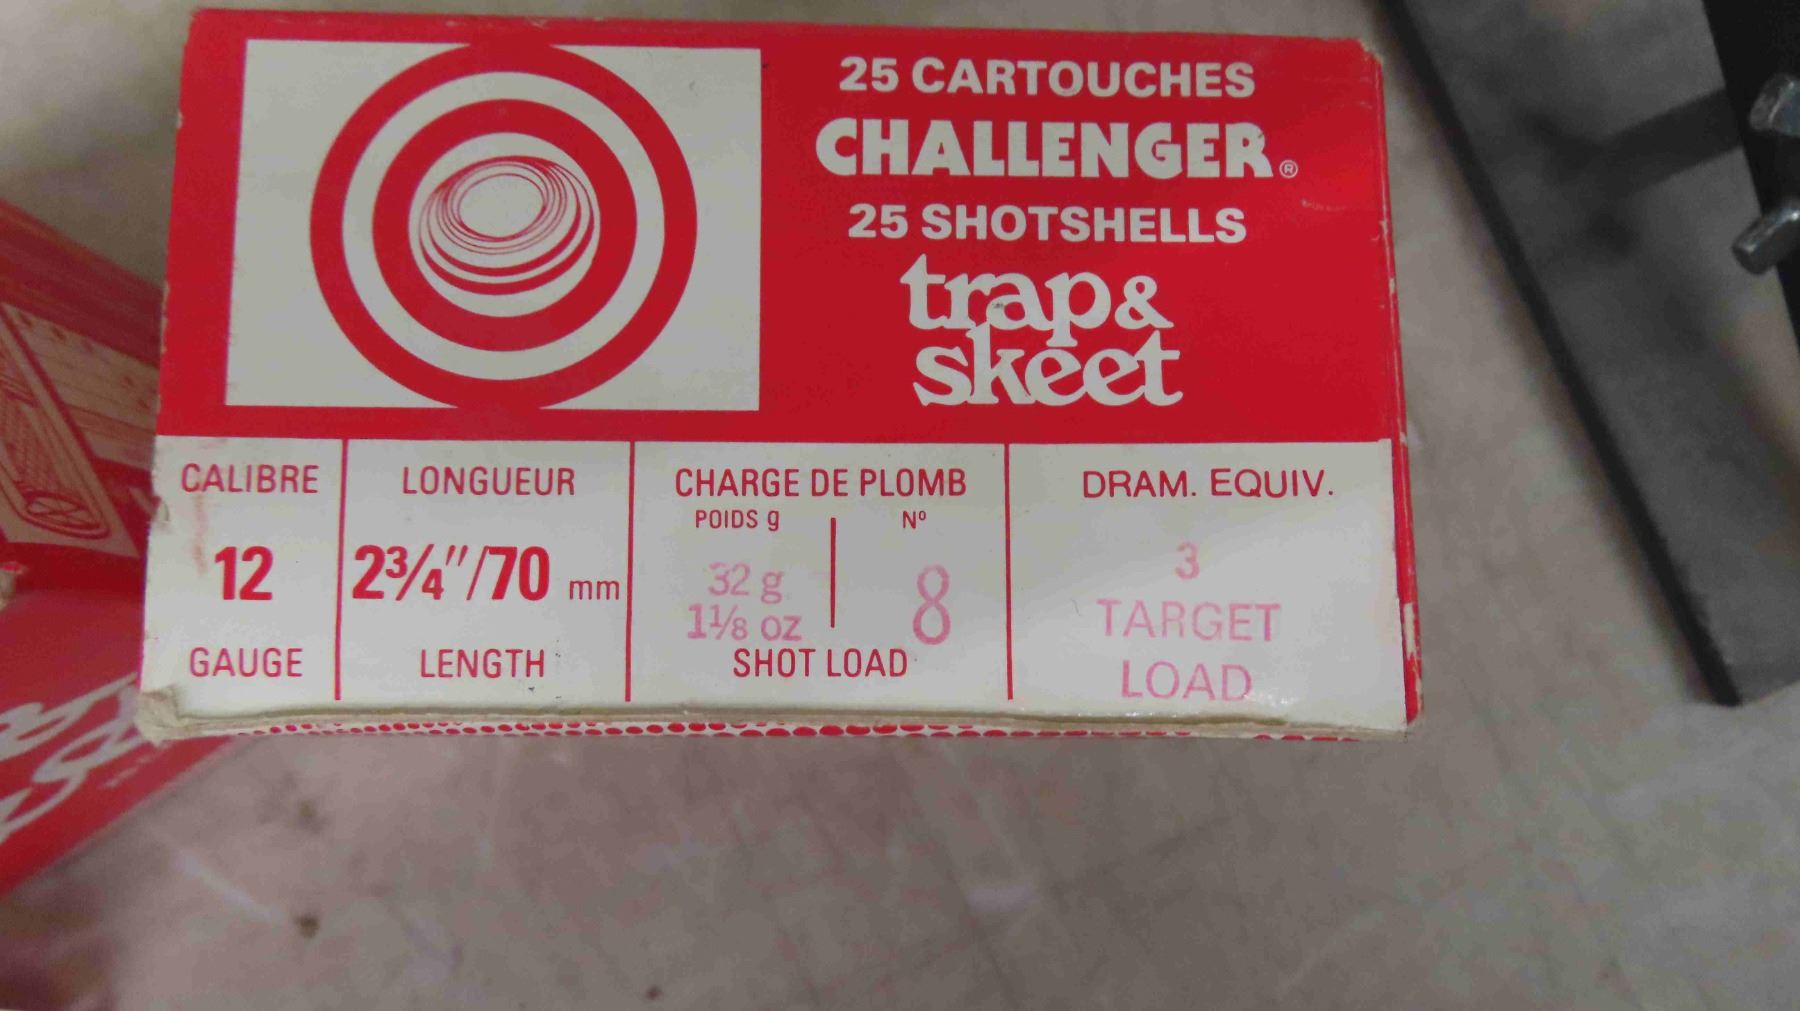 25 CARTOUCHES
CHALLENGER®
25 SHOTSHELLS
trap&
skeet
CALIBRE
12
GAUGE
LONGUEUR
2¾"/70 mm
LENGTH
CHARGE DE PLOMB
POIDS g Nº
32 g
1⅛ oz
8
SHOT LOAD
DRAM. EQUIV.
3
TARGET
LOAD